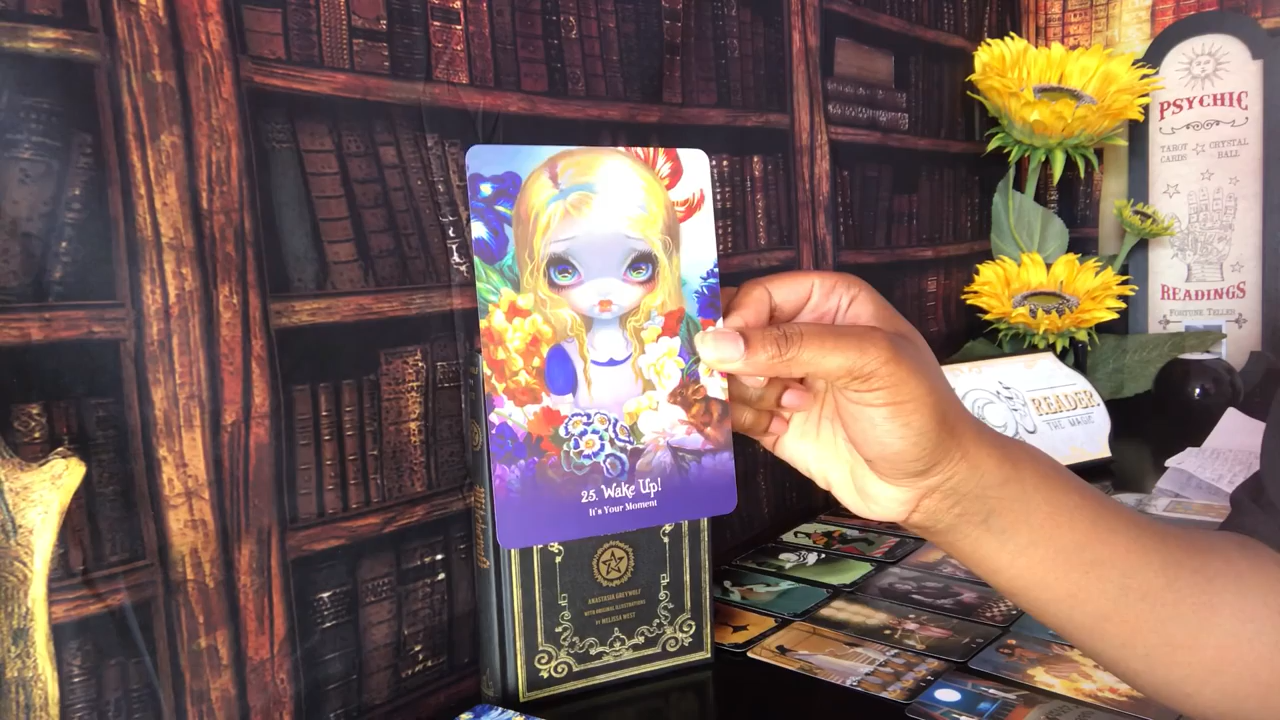 25. Wake Up!
It's Your Moment
ANASTASIA GREYWOLF
WITH ORIGINAL ILLUSTRATIONS
BY MELISSA WEST
PSYCHIC
TAROT CARDS
CRYSTAL BALL
READINGS
FORTUNE TELLER
READER
THE MAGIC